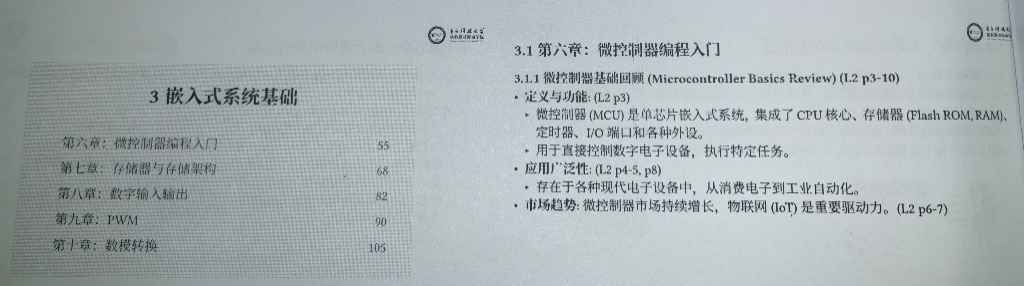 3 嵌入式系统基础
第六章：微控制器编程入门 55
第七章：存储器与存储架构 68
第八章：数字输入输出 82
第九章：PWM 90
第十章：数模转换 105
3.1 第六章：微控制器编程入门
3.1.1 微控制器基础回顾 (Microcontroller Basics Review) (L2 p3-10)
• 定义与功能: (L2 p3)
‣ 微控制器 (MCU) 是单芯片嵌入式系统，集成了 CPU 核心、存储器 (Flash ROM, RAM)、
定时器、I/O 端口和各种外设。
‣ 用于直接控制数字电子设备，执行特定任务。
• 应用广泛性: (L2 p4-5, p8)
‣ 存在于各种现代电子设备中，从消费电子到工业自动化。
• 市场趋势: 微控制器市场持续增长，物联网 (IoT) 是重要驱动力。(L2 p6-7)